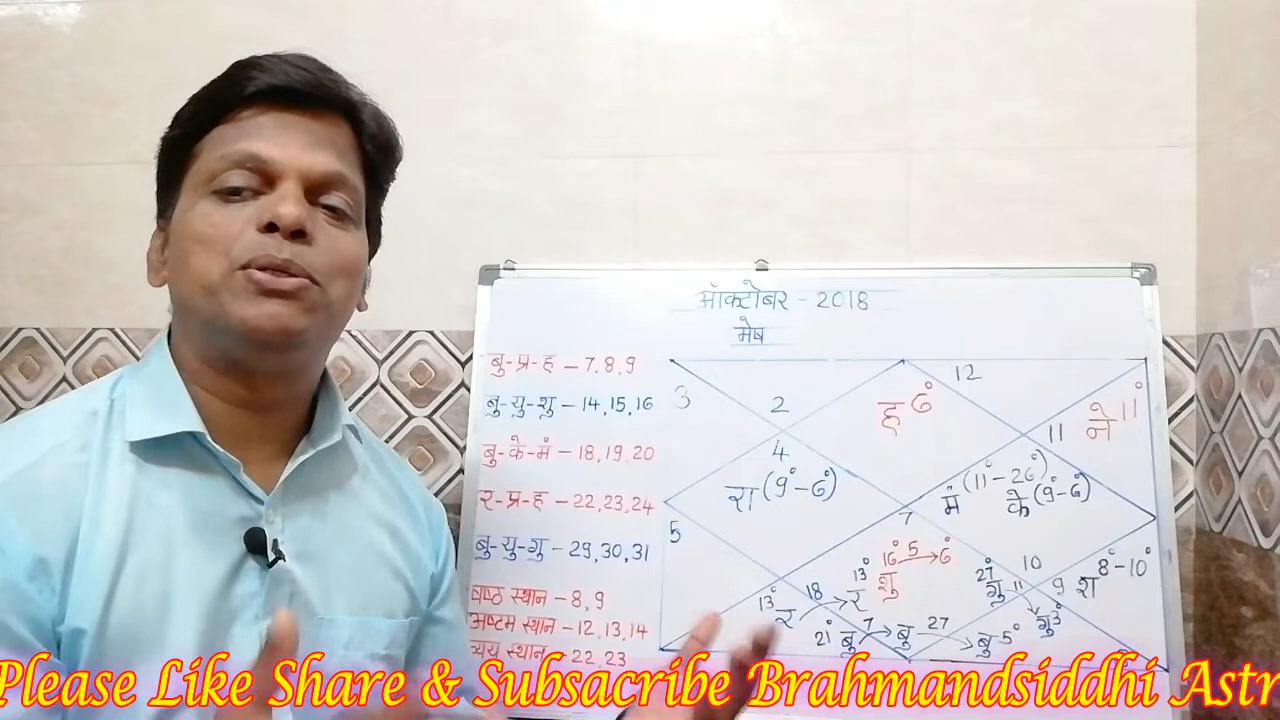 ऑक्टोबर - 2018
मेष
बु-प्र-ह - 7,8,9
बु-यु-शु - 14,15,16
बु-के-मं - 18,19,20
र-प्र-ह - 22,23,24
बु-यु-गु - 29,30,31
षष्ठ स्थान - 8,9
अष्टम स्थान - 12,13,14
व्यय स्थान - 22,23
12
3
2
ह 6°
11
ने 11°
4
रा (9°-6°)
मं (11°-26°)
के (9°-6°)
5
7
16° 5 → 6°
13° र
शु
27° गु 11 → गु 3°
10
9
श 8°-10°
13° र 18
21° बु 7 → बु 27 → बु 5°
Please Like Share & Subsacribe Brahmandsiddhi Astr